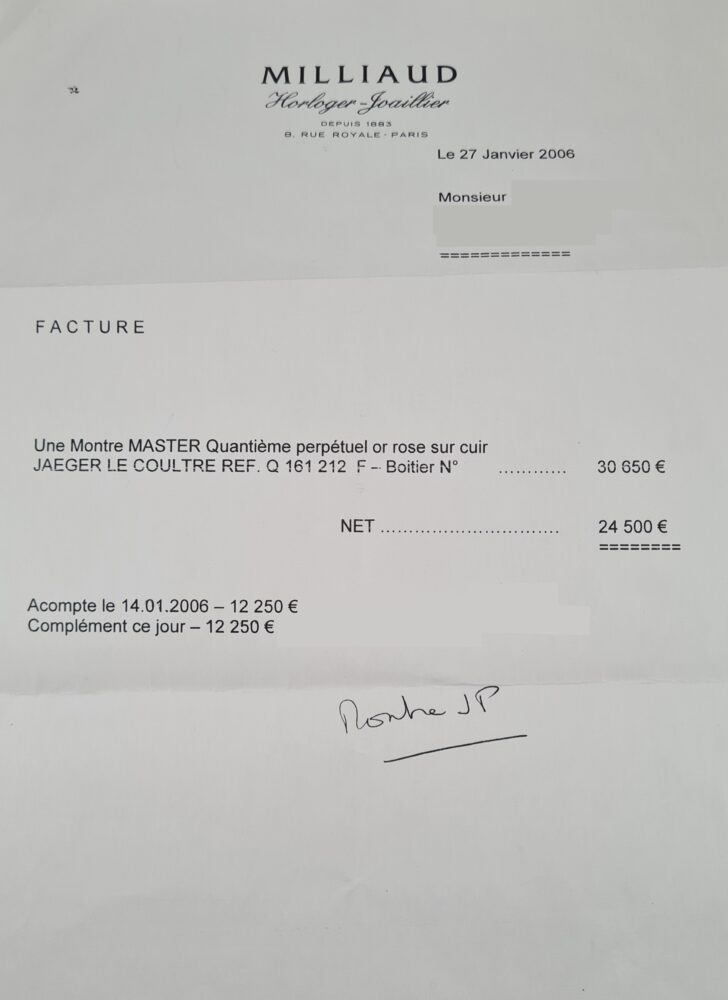 MILLIAUD
Horloger-Joaillier
DEPUIS 1883
8. RUE ROYALE - PARIS
Le 27 Janvier 2006
Monsieur
=============
FACTURE
Une Montre MASTER Quantième perpétuel or rose sur cuir
JAEGER LE COULTRE REF. Q 161 212 F – Boitier N° ............ 30 650 €
NET .............................. 24 500 €
========
Acompte le 14.01.2006 – 12 250 €
Complément ce jour – 12 250 €
Montre JP